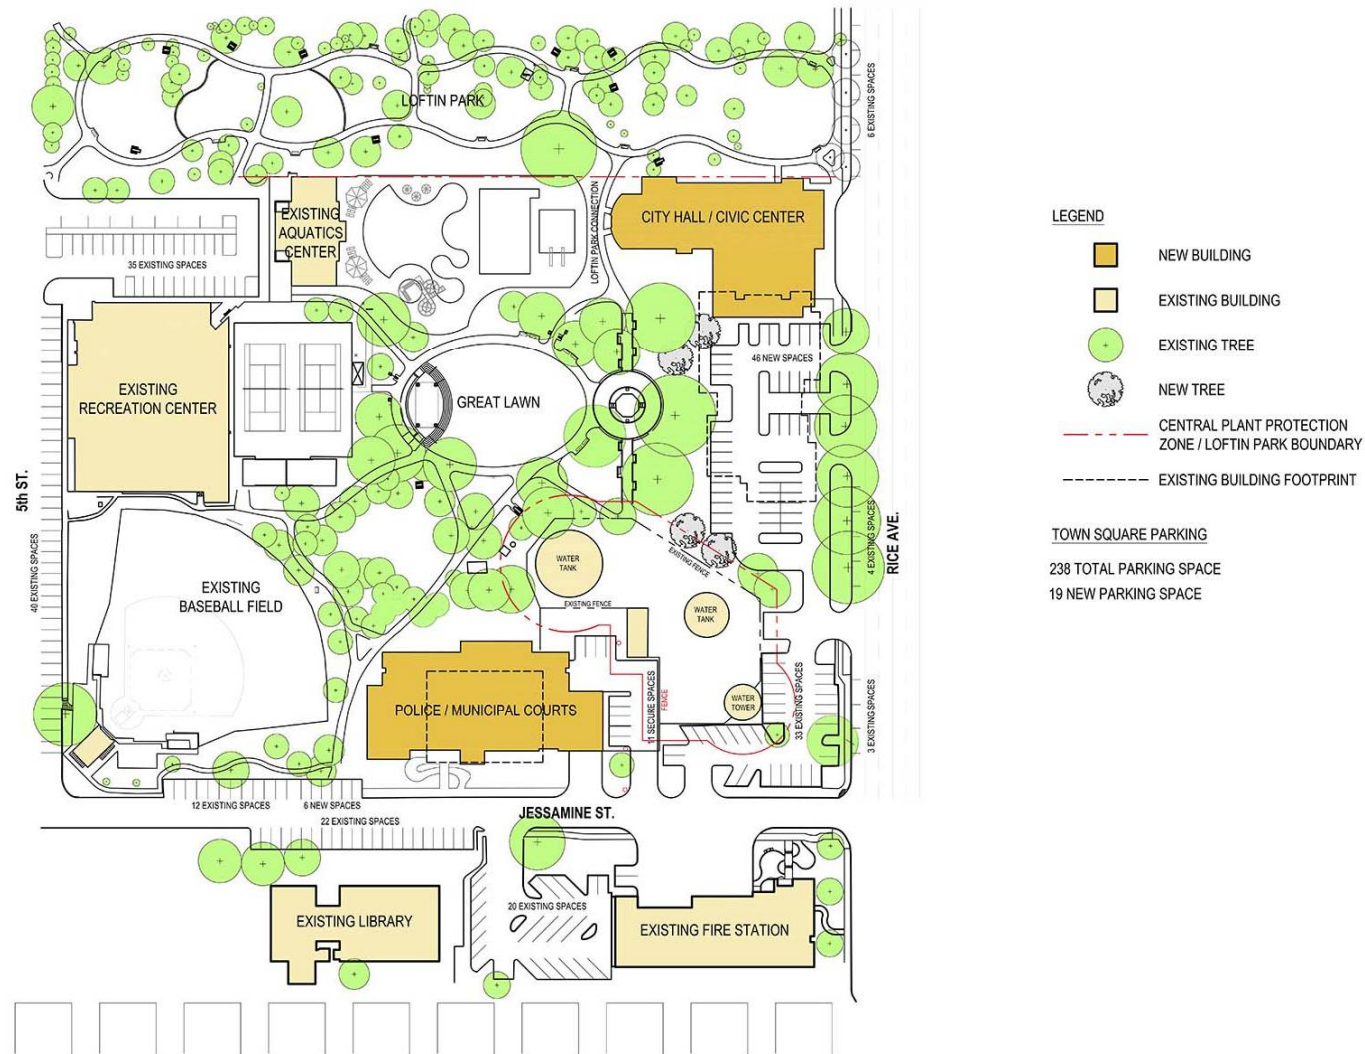 LOFTIN PARK
6 EXISTING SPACES
EXISTING
AQUATICS
CENTER
LOFTIN PARK CONNECTION
CITY HALL / CIVIC CENTER
35 EXISTING SPACES
EXISTING
RECREATION CENTER
GREAT LAWN
46 NEW SPACES
5th ST.
40 EXISTING SPACES
EXISTING
BASEBALL FIELD
WATER
TANK
EXISTING FENCE
EXISTING FENCE
WATER
TANK
4 EXISTING SPACES
RICE AVE.
POLICE / MUNICIPAL COURTS
11 SECURE SPACES
FENCE
WATER
TOWER
33 EXISTING SPACES
3 EXISTING SPACES
12 EXISTING SPACES
6 NEW SPACES
22 EXISTING SPACES
JESSAMINE ST.
EXISTING LIBRARY
20 EXISTING SPACES
EXISTING FIRE STATION
LEGEND
NEW BUILDING
EXISTING BUILDING
EXISTING TREE
NEW TREE
CENTRAL PLANT PROTECTION
ZONE / LOFTIN PARK BOUNDARY
EXISTING BUILDING FOOTPRINT
TOWN SQUARE PARKING
238 TOTAL PARKING SPACE
19 NEW PARKING SPACE